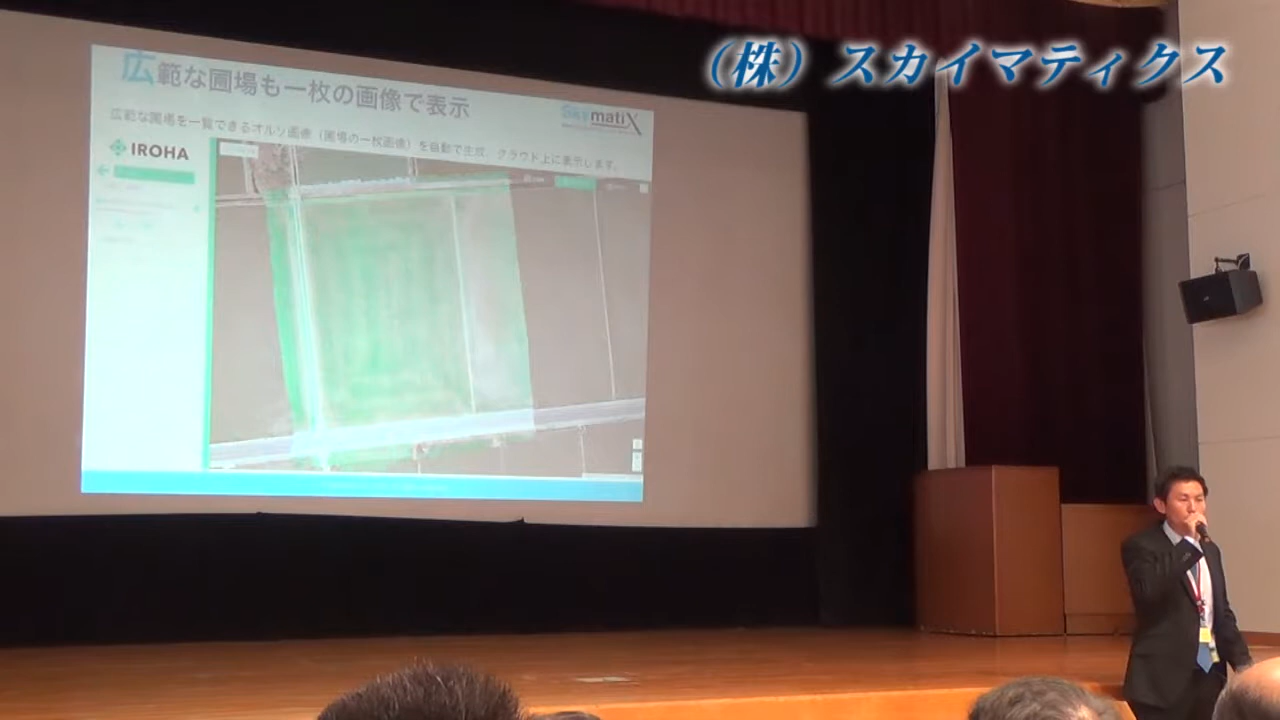 （株）スカイマティクス
広範な圃場も一枚の画像で表示
skymatiX
広範な圃場を一覧できるオルソ画像（圃場の一枚画像）を自動で生成、クラウド上に表示します。
IROHA